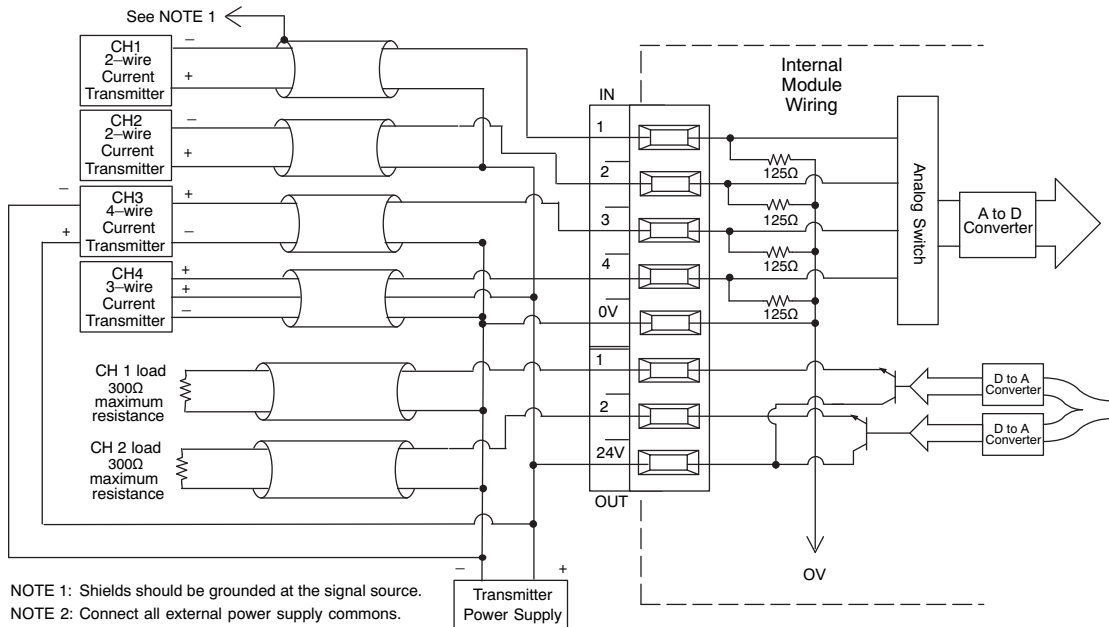 See NOTE 1
CH1
2–wire
Current
Transmitter
–
+
CH2
2–wire
Current
Transmitter
–
+
–
+
CH3
4–wire
Current
Transmitter
+
–
CH4
3–wire
Current
Transmitter
+
+
–
CH 1 load
300Ω
maximum
resistance
CH 2 load
300Ω
maximum
resistance
IN
1
2
3
4
0V
1
2
24V
OUT
Internal
Module
Wiring
125Ω
125Ω
125Ω
125Ω
Analog Switch
A to D
Converter
D to A
Converter
D to A
Converter
OV
– +
Transmitter
Power Supply
NOTE 1: Shields should be grounded at the signal source.
NOTE 2: Connect all external power supply commons.